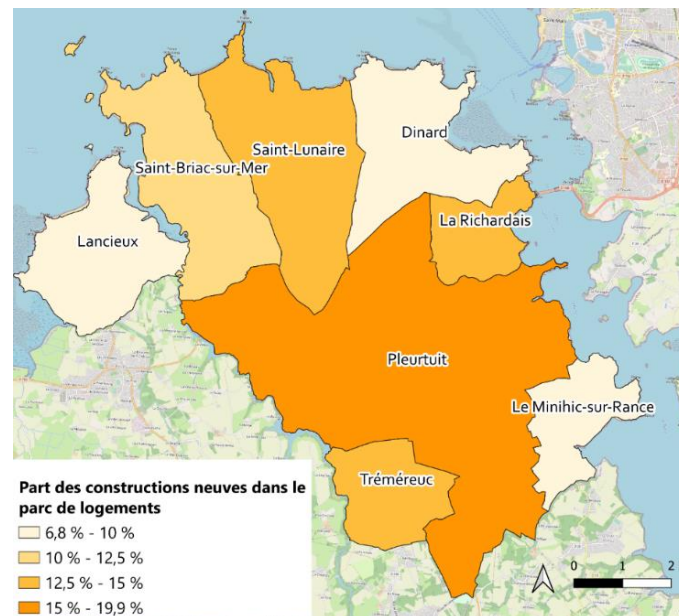 Dinard
Saint-Lunaire
Saint-Briac-sur-Mer
La Richardais
Lancieux
Pleurtuit
Le Minihic-sur-Rance
Tréméreuc
Part des constructions neuves dans le
parc de logements
6,8 % - 10 %
10 % - 12,5 %
12,5 % - 15 %
15 % - 19,9 %
0 1 2